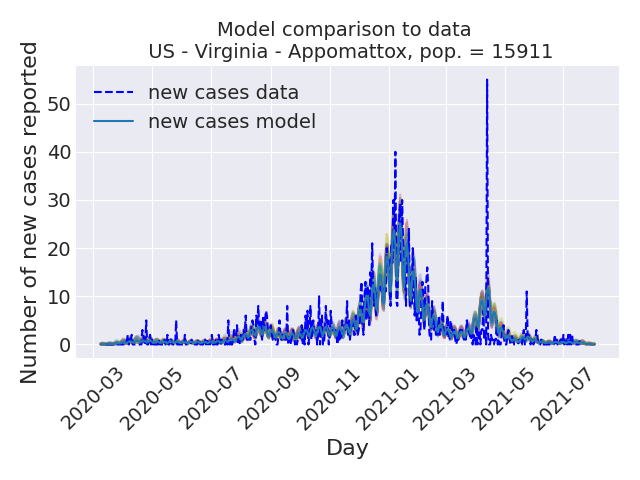 Model comparison to data
US - Virginia - Appomattox, pop. = 15911
new cases data
new cases model
Number of new cases reported
50
40
30
20
10
0
2020-03
2020-05
2020-07
2020-09
2020-11
2021-01
2021-03
2021-05
2021-07
Day